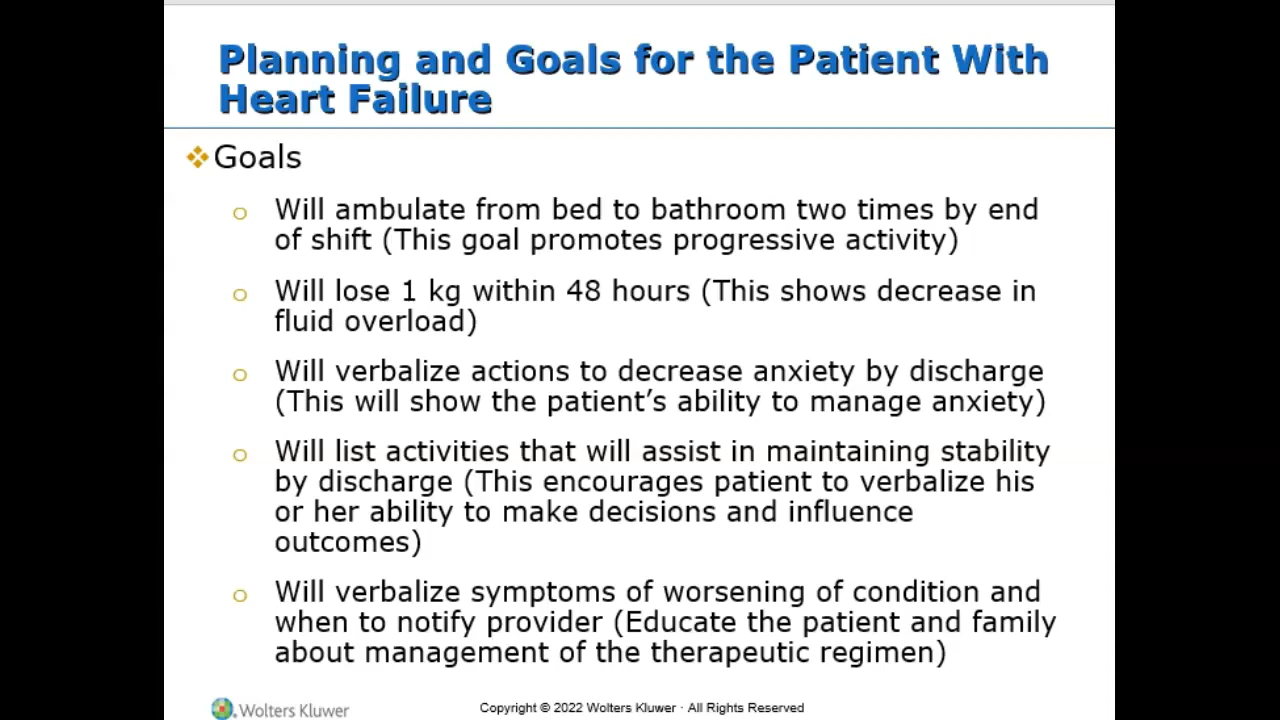 Planning and Goals for the Patient With
Heart Failure
Goals
Will ambulate from bed to bathroom two times by end
of shift (This goal promotes progressive activity)
Will lose 1 kg within 48 hours (This shows decrease in
fluid overload)
Will verbalize actions to decrease anxiety by discharge
(This will show the patient’s ability to manage anxiety)
Will list activities that will assist in maintaining stability
by discharge (This encourages patient to verbalize his
or her ability to make decisions and influence
outcomes)
Will verbalize symptoms of worsening of condition and
when to notify provider (Educate the patient and family
about management of the therapeutic regimen)
Wolters Kluwer
Copyright © 2022 Wolters Kluwer · All Rights Reserved